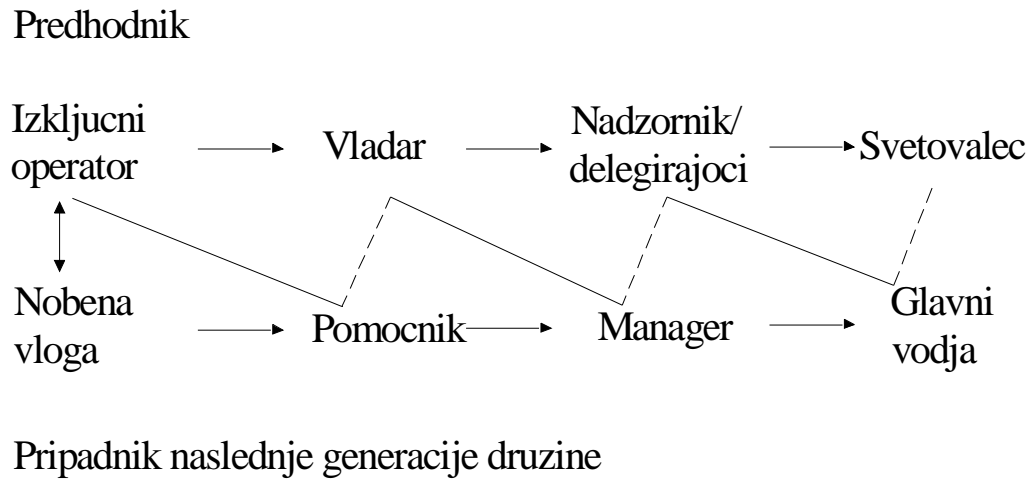 Predhodnik
Izkljucni
operator
Vladar
Nadzornik/
delegirajoci
Svetovalec
Nobena
vloga
Pomocnik
Manager
Glavni
vodja
Pripadnik naslednje generacije druzine